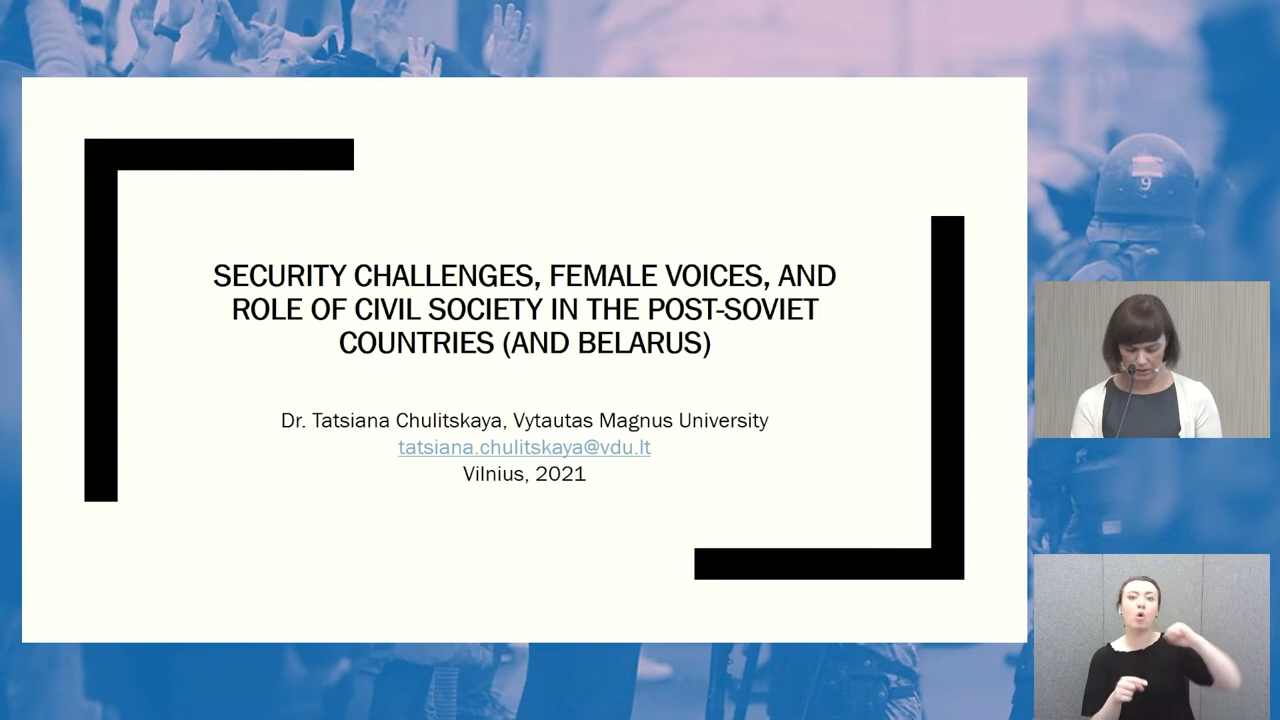 SECURITY CHALLENGES, FEMALE VOICES, AND
ROLE OF CIVIL SOCIETY IN THE POST-SOVIET
COUNTRIES (AND BELARUS)
Dr. Tatsiana Chulitskaya, Vytautas Magnus University
tatsiana.chulitskaya@vdu.lt
Vilnius, 2021
9